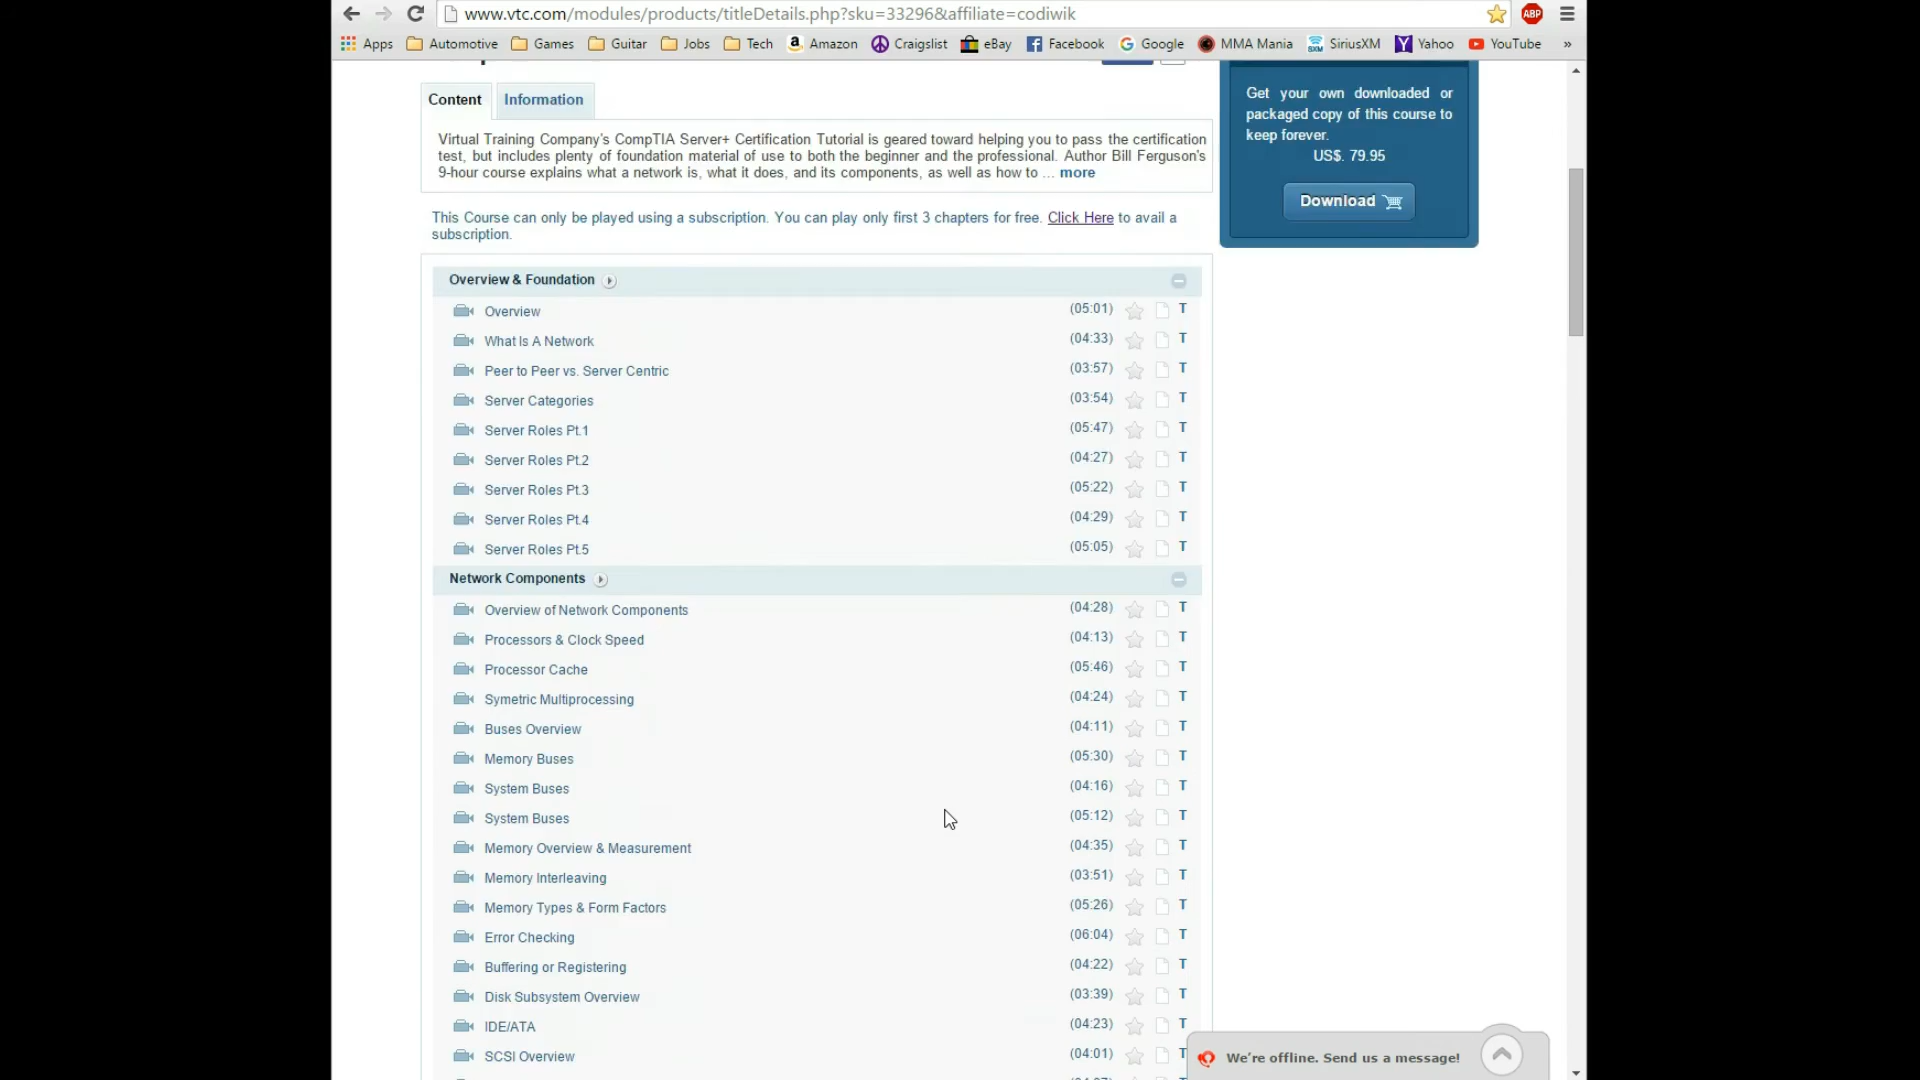 www.vtc.com/modules/products/titleDetails.php?sku=33296&affiliate=codiwik
ABP
Apps Automotive Games Guitar Jobs Tech Amazon Craigslist eBay Facebook Google MMA Mania SiriusXM Yahoo YouTube »
Content Information
Virtual Training Company's CompTIA Server+ Certification Tutorial is geared toward helping you to pass the certification
test, but includes plenty of foundation material of use to both the beginner and the professional. Author Bill Ferguson's
9-hour course explains what a network is, what it does, and its components, as well as how to ... more
Get your own downloaded or
packaged copy of this course to
keep forever.
US$. 79.95
Download
This Course can only be played using a subscription. You can play only first 3 chapters for free. Click Here to avail a
subscription.
Overview & Foundation
Overview (05:01) T
What Is A Network (04:33) T
Peer to Peer vs. Server Centric (03:57) T
Server Categories (03:54) T
Server Roles Pt.1 (05:47) T
Server Roles Pt.2 (04:27) T
Server Roles Pt.3 (05:22) T
Server Roles Pt.4 (04:29) T
Server Roles Pt.5 (05:05) T
Network Components
Overview of Network Components (04:28) T
Processors & Clock Speed (04:13) T
Processor Cache (05:46) T
Symetric Multiprocessing (04:24) T
Buses Overview (04:11) T
Memory Buses (05:30) T
System Buses (04:16) T
System Buses (05:12) T
Memory Overview & Measurement (04:35) T
Memory Interleaving (03:51) T
Memory Types & Form Factors (05:26) T
Error Checking (06:04) T
Buffering or Registering (04:22) T
Disk Subsystem Overview (03:39) T
IDE/ATA (04:23) T
SCSI Overview (04:01) T
We're offline. Send us a message!